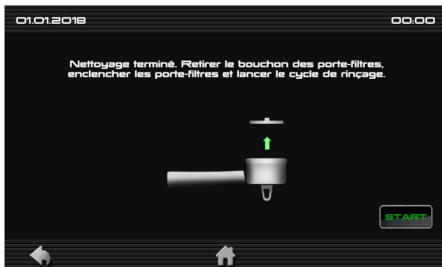 01.01.2018
00:00
Nettoyage terminé. Retirer le bouchon des porte-filtres,
enclencher les porte-filtres et lancer le cycle de rinçage.
START